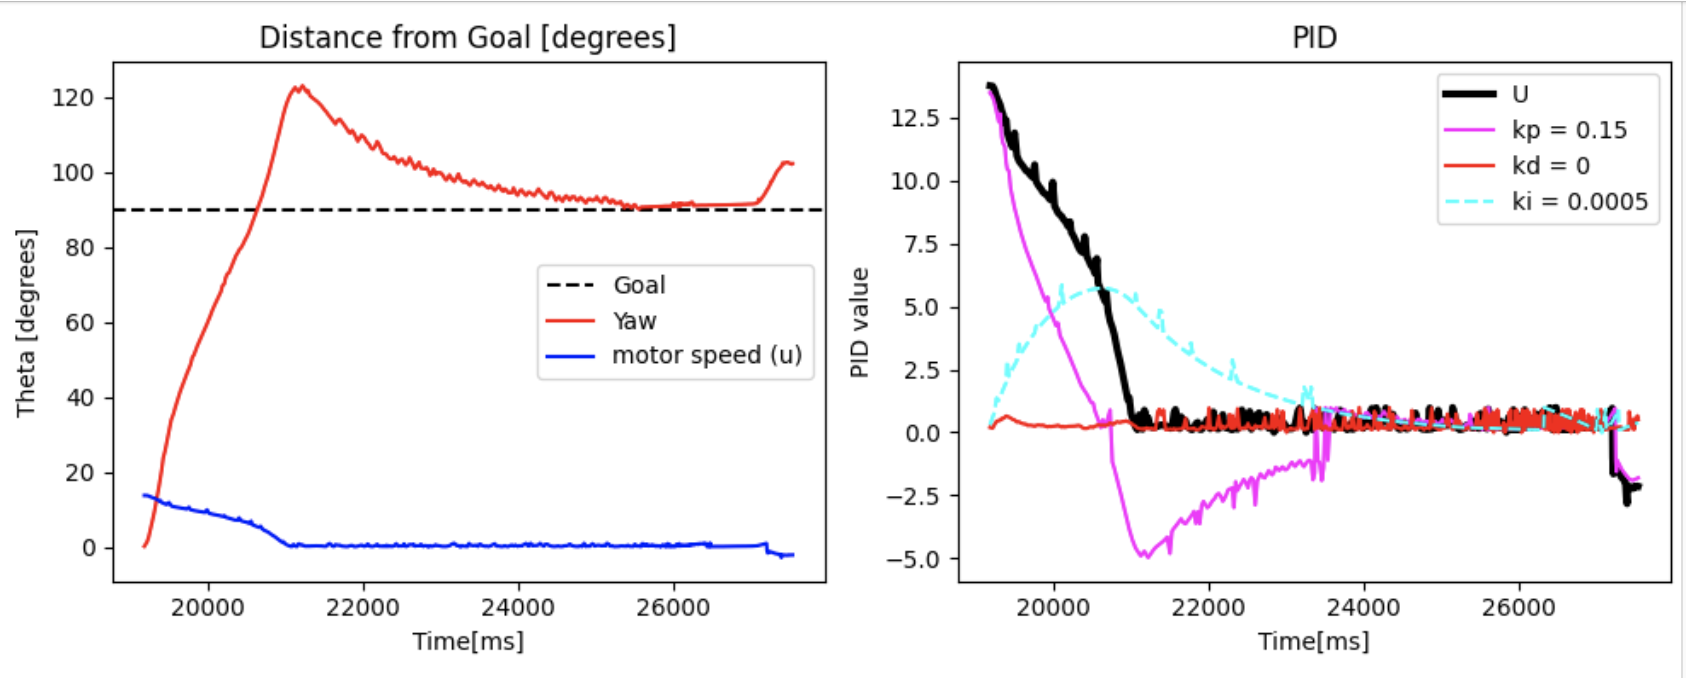 Distance from Goal [degrees]
120
100
80
60
40
20
0
Theta [degrees]
Goal
Yaw
motor speed (u)
20000 22000 24000 26000
Time[ms]
PID
12.5
10.0
7.5
5.0
2.5
0.0
−2.5
−5.0
PID value
U
kp = 0.15
kd = 0
ki = 0.0005
20000 22000 24000 26000
Time[ms]